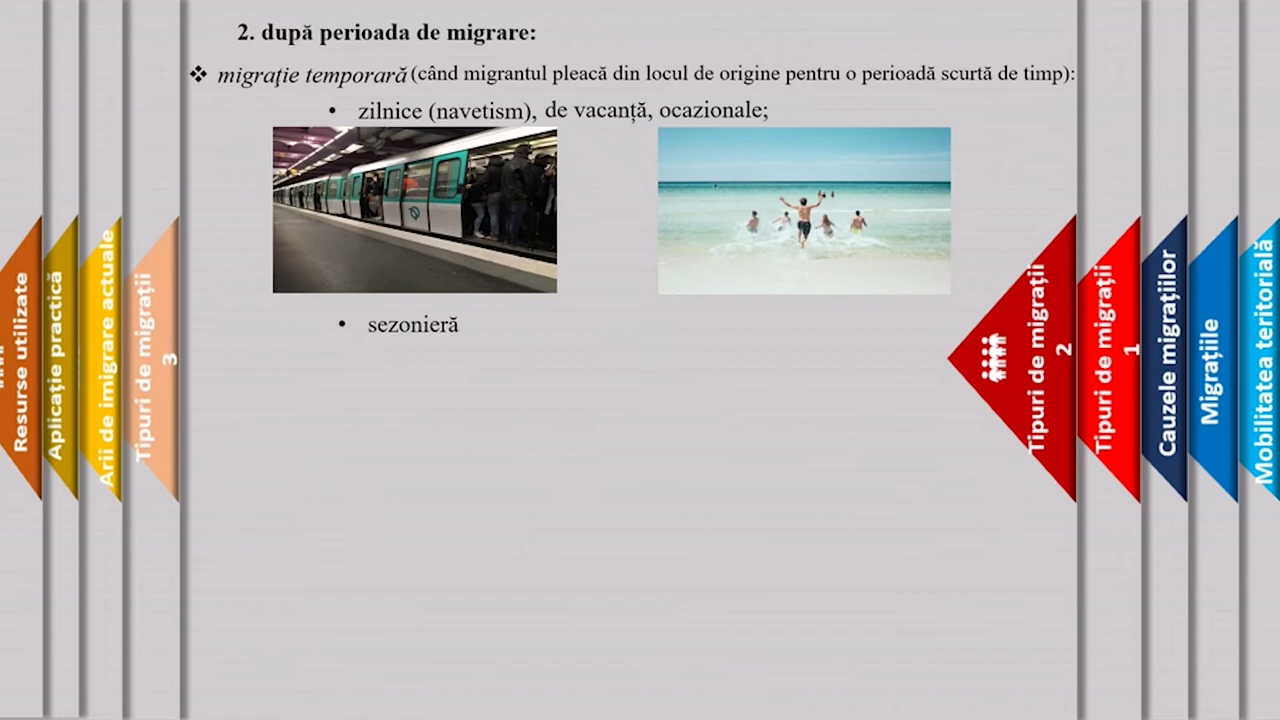 2. după perioada de migrare:
❖ migrație temporară (când migrantul pleacă din locul de origine pentru o perioadă scurtă de timp):
• zilnice (navetism), de vacanță, ocazionale;
• sezonieră
Resurse utilizate
Aplicație practică
Arii de imigrare actuale
Tipuri de migrații
3
Tipuri de migrații
2
Tipuri de migrații
1
Cauzele migrațiilor
Migrațiile
Mobilitatea teritorială